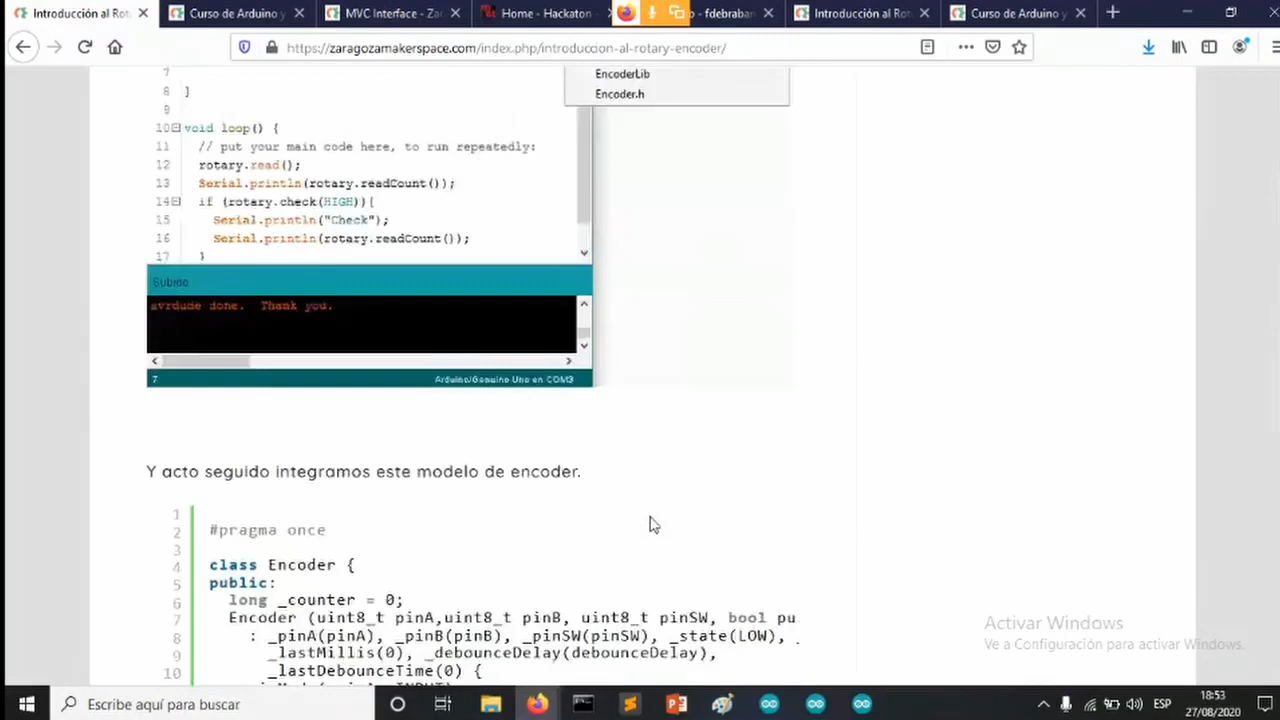 Introducción al Rot
Curso de Arduino y
MVC Interface - Za
Home - Hackaton
o - fdebraban
Introducción al Rot
Curso de Arduino y
https://zaragozamakerspace.com/index.php/introduccion-al-rotary-encoder/
EncoderLib
Encoder.h
7
8 }
9
10 void loop() {
11 // put your main code here, to run repeatedly:
12 rotary.read();
13 Serial.println(rotary.readCount());
14 if (rotary.check(HIGH)){
15 Serial.println("Check");
16 Serial.println(rotary.readCount());
17 }
Subido
avrdude done. Thank you.
7 Arduino/Genuino Uno en COM3
Y acto seguido integramos este modelo de encoder.
1
2 #pragma once
3
4 class Encoder {
5 public:
6 long _counter = 0;
7 Encoder (uint8_t pinA,uint8_t pinB, uint8_t pinSW, bool pu
8 : _pinA(pinA), _pinB(pinB), _pinSW(pinSW), _state(LOW),
9 _lastMillis(0), _debounceDelay(debounceDelay),
10 _lastDebounceTime(0) {
Activar Windows
Ve a Configuración para activar Windows.
Escribe aquí para buscar
ESP
18:53
27/08/2020